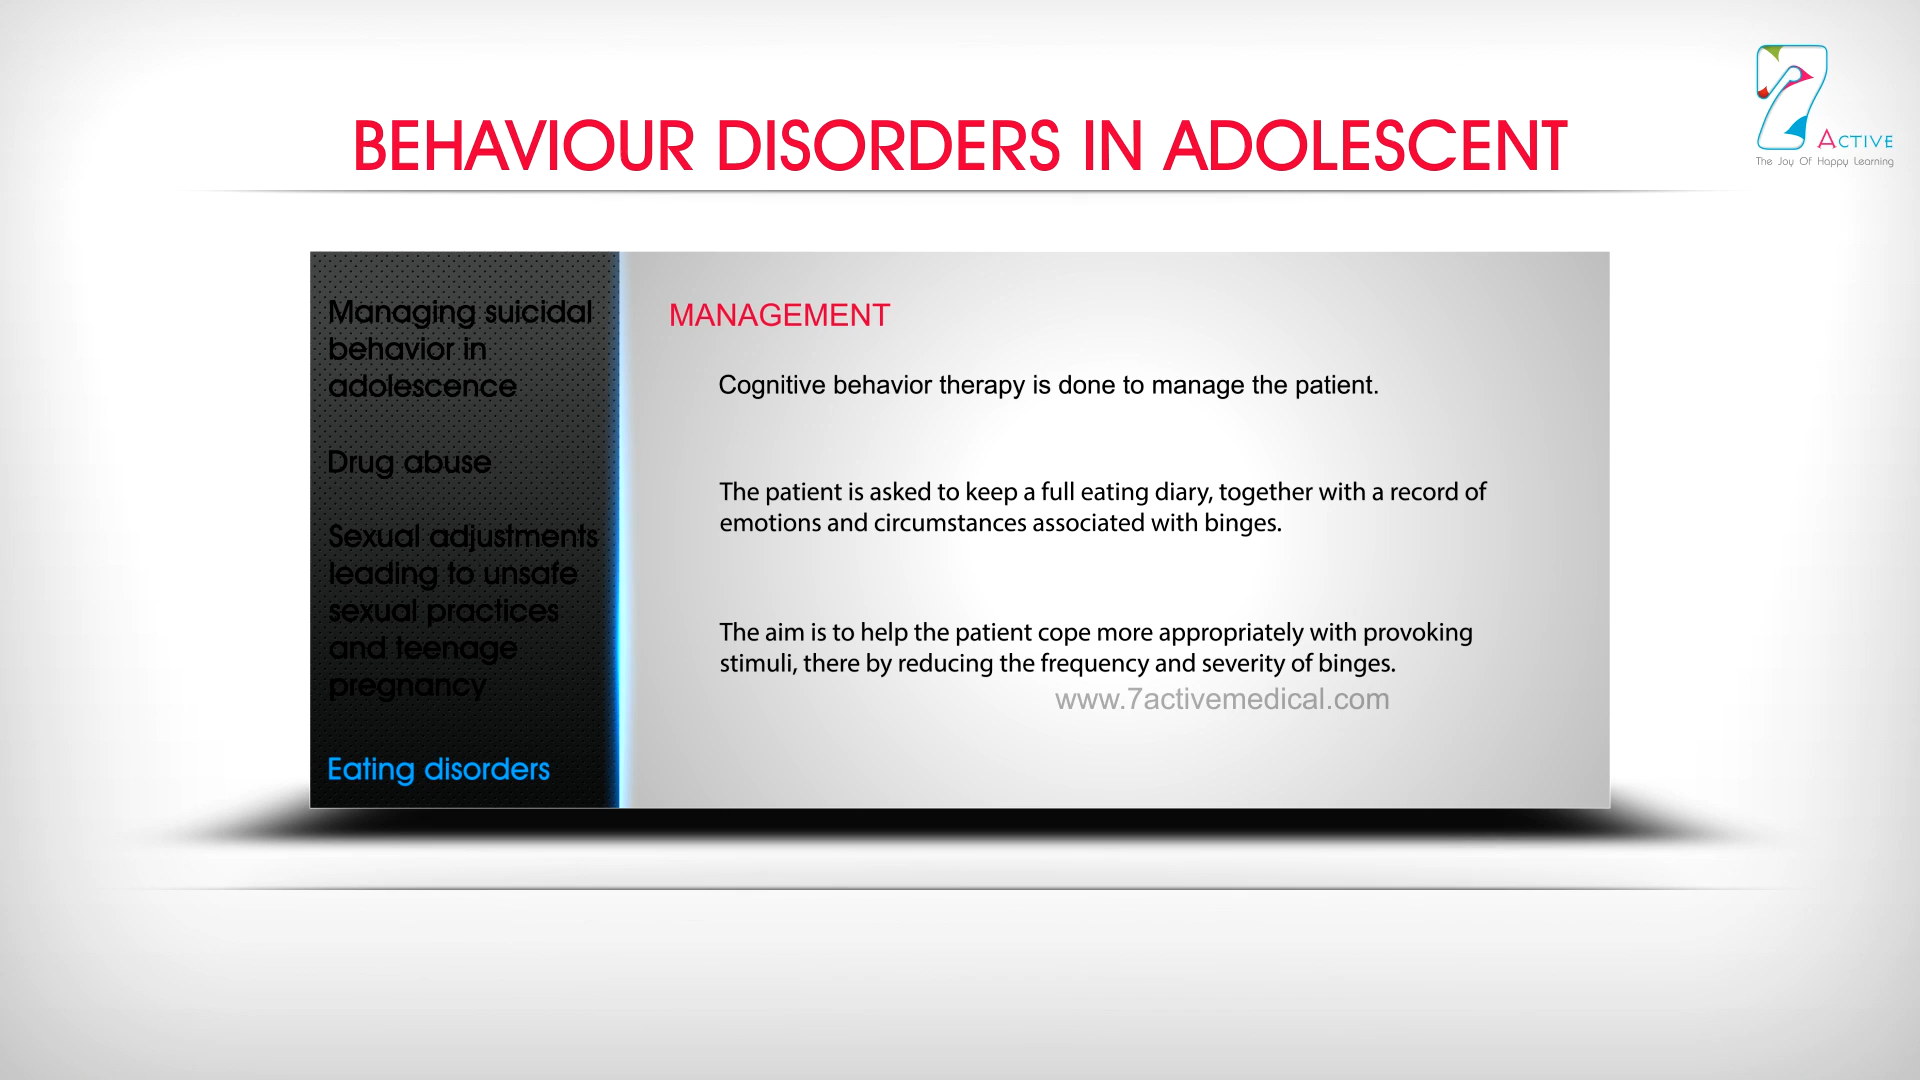 BEHAVIOUR DISORDERS IN ADOLESCENT
7
ACTIVE
The Joy Of Happy Learning
Managing suicidal
behavior in
adolescence
Drug abuse
Sexual adjustments
leading to unsafe
sexual practices
and teenage
pregnancy
Eating disorders
MANAGEMENT
Cognitive behavior therapy is done to manage the patient.
The patient is asked to keep a full eating diary, together with a record of
emotions and circumstances associated with binges.
The aim is to help the patient cope more appropriately with provoking
stimuli, there by reducing the frequency and severity of binges.
www.7activemedical.com